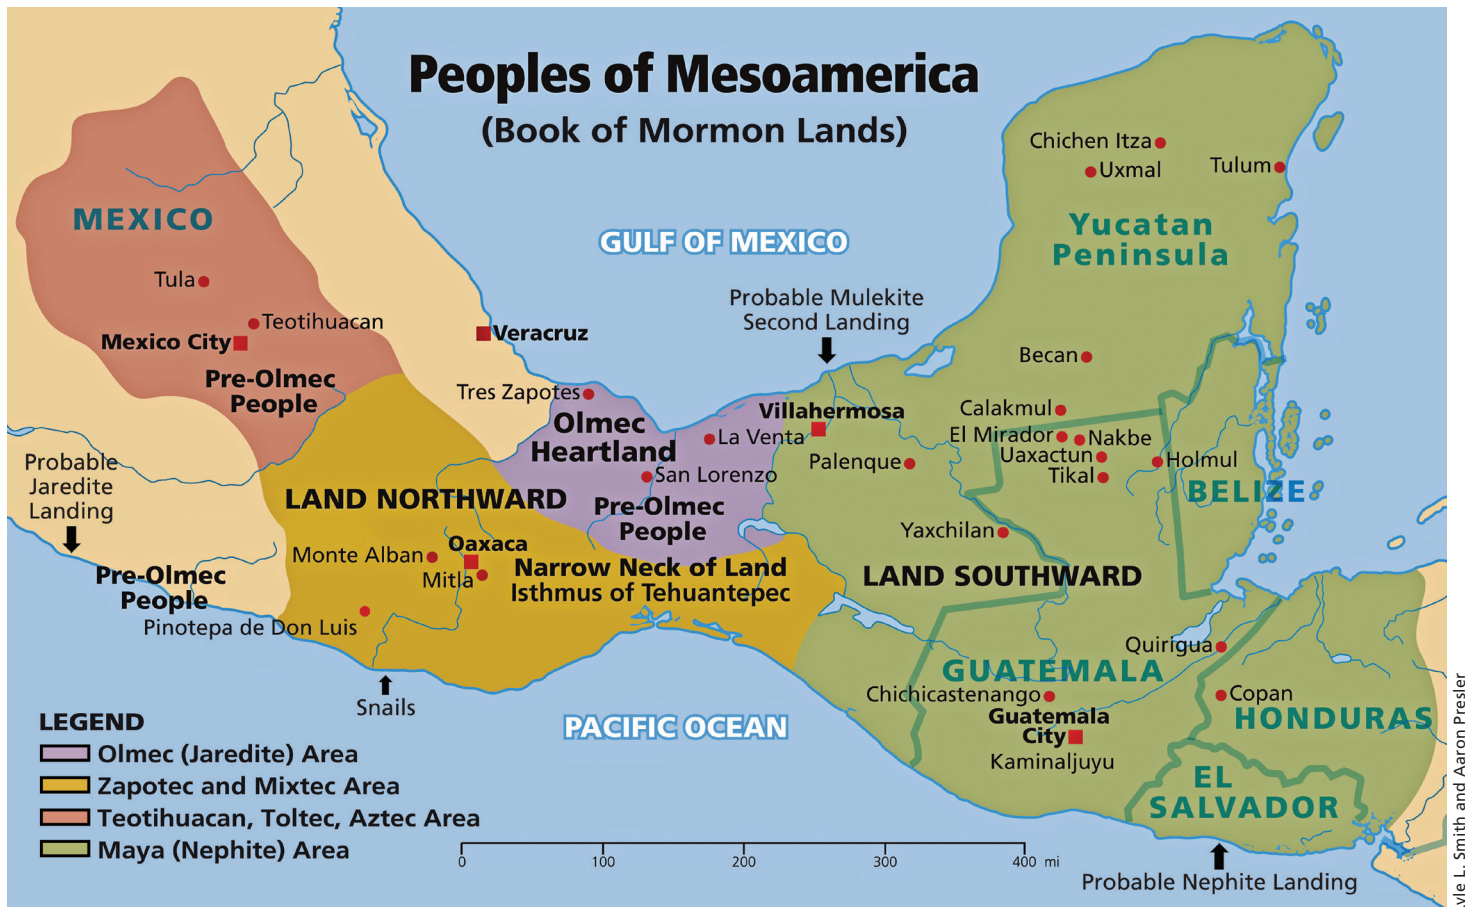 Peoples of Mesoamerica
(Book of Mormon Lands)
Chichen Itza
Uxmal
Tulum
MEXICO
Yucatan
Peninsula
GULF OF MEXICO
Tula
Teotihuacan
Mexico City
Veracruz
Probable Mulekite
Second Landing
Becan
Pre-Olmec
People
Tres Zapotes
Olmec
Heartland
La Venta
San Lorenzo
Pre-Olmec
People
Villahermosa
Palenque
Calakmul
El Mirador
Nakbe
Uaxactun
Tikal
Holmul
BELIZE
Probable
Jaredite
Landing
LAND NORTHWARD
Yaxchilan
Monte Alban
Oaxaca
Mitla
Narrow Neck of Land
Isthmus of Tehuantepec
LAND SOUTHWARD
Pre-Olmec
People
Pinotepa de Don Luis
Quirigua
GUATEMALA
Chichicastenango
Copan
Guatemala
City
HONDURAS
Kaminaljuyu
Snails
PACIFIC OCEAN
EL
SALVADOR
LEGEND
Olmec (Jaredite) Area
Zapotec and Mixtec Area
Teotihuacan, Toltec, Aztec Area
Maya (Nephite) Area
0 100 200 300 400 mi
Probable Nephite Landing
L. Smith and Aaron Presler